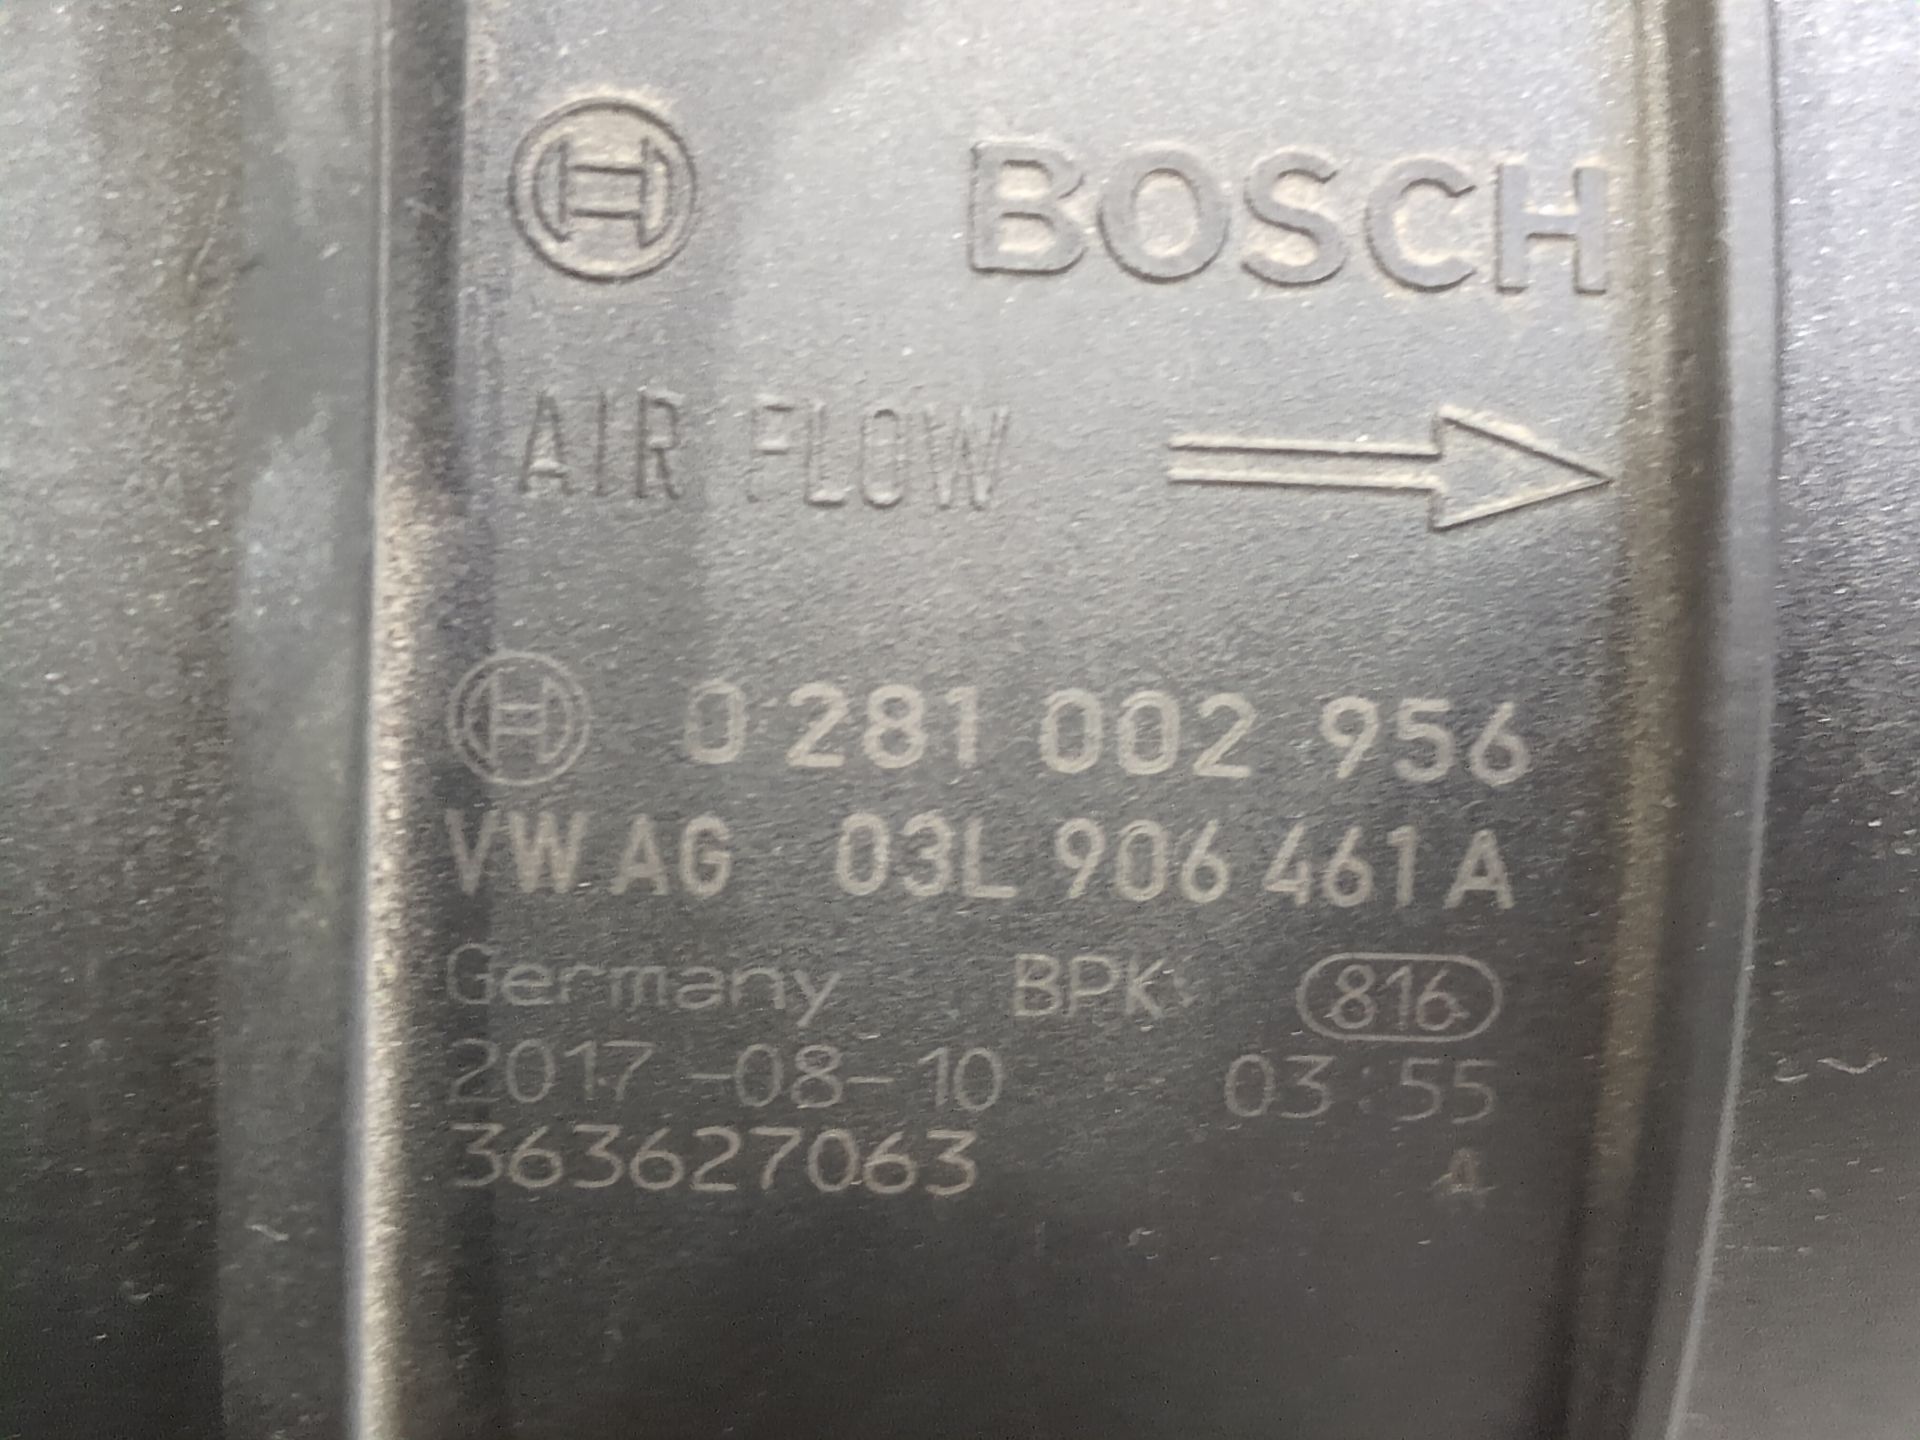 BOSCH
AIR FLOW
0 281 002 956
VW AG 03L 906 461 A
Germany BPK 816
2017-08-10 03:55
363627063 A